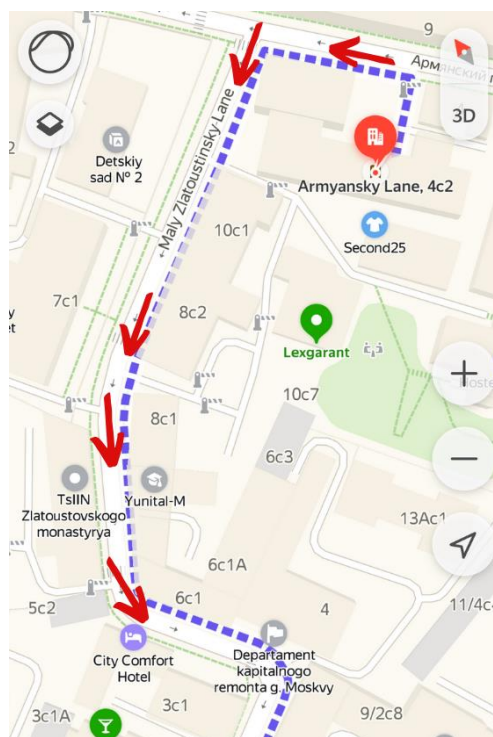 9
Армянский п
3D
Detskiy
sad № 2
Maly Zlatoustinsky Lane
Armyansky Lane, 4c2
10c1
Second25
7c1
8c2
Lexgarant
10c7
8c1
6c3
TsIIN
Zlatoustovskogo
monastyrya
Yunital-M
13Ac1
6c1A
5c2
6c1
4
11/4c
City Comfort
Hotel
Departament
kapitalnogo
remonta g. Moskvy
3c1
3c1A
9/2c8